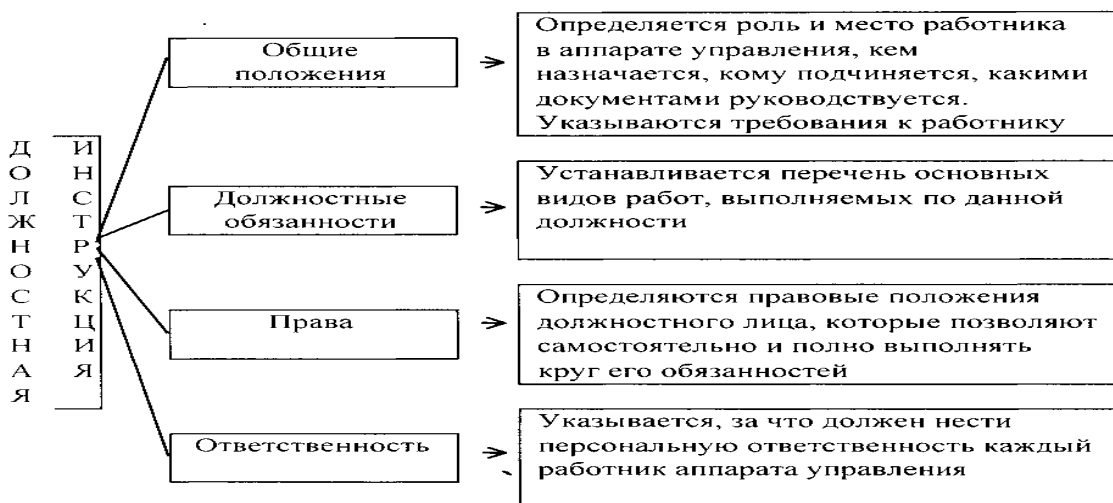 ДОЛЖНОСТНАЯ
ИНСТРУКЦИЯ
Общие
положения
Определяется роль и место работника
в аппарате управления, кем
назначается, кому подчиняется, какими
документами руководствуется.
Указываются требования к работнику
Должностные
обязанности
Устанавливается перечень основных
видов работ, выполняемых по данной
должности
Права
Определяются правовые положения
должностного лица, которые позволяют
самостоятельно и полно выполнять
круг его обязанностей
Ответственность
Указывается, за что должен нести
персональную ответственность каждый
работник аппарата управления